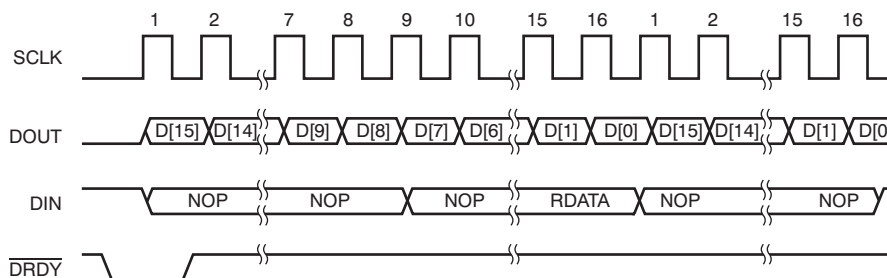 1 2 7 8 9 10 15 16 1 2 15 16
SCLK
DOUT D[15] D[14] D[9] D[8] D[7] D[6] D[1] D[0] D[15] D[14] D[1] D[0
DIN NOP NOP NOP RDATA NOP NOP
DRDY